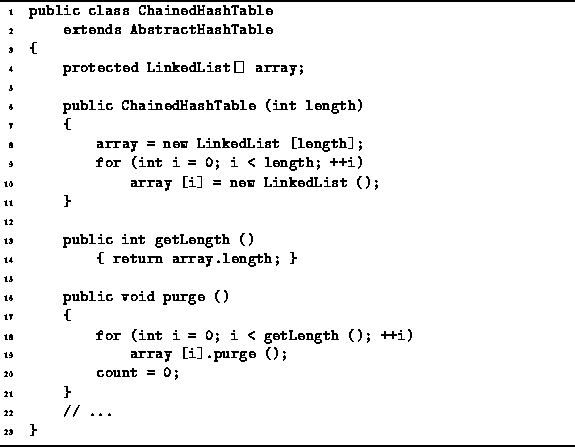 1 public class ChainedHashTable
2 extends AbstractHashTable
3 {
4 protected LinkedList[] array;
5
6 public ChainedHashTable (int length)
7 {
8 array = new LinkedList [length];
9 for (int i = 0; i < length; ++i)
10 array [i] = new LinkedList ();
11 }
12
13 public int getLength ()
14 { return array.length; }
15
16 public void purge ()
17 {
18 for (int i = 0; i < getLength (); ++i)
19 array [i].purge ();
20 count = 0;
21 }
22 // ...
23 }